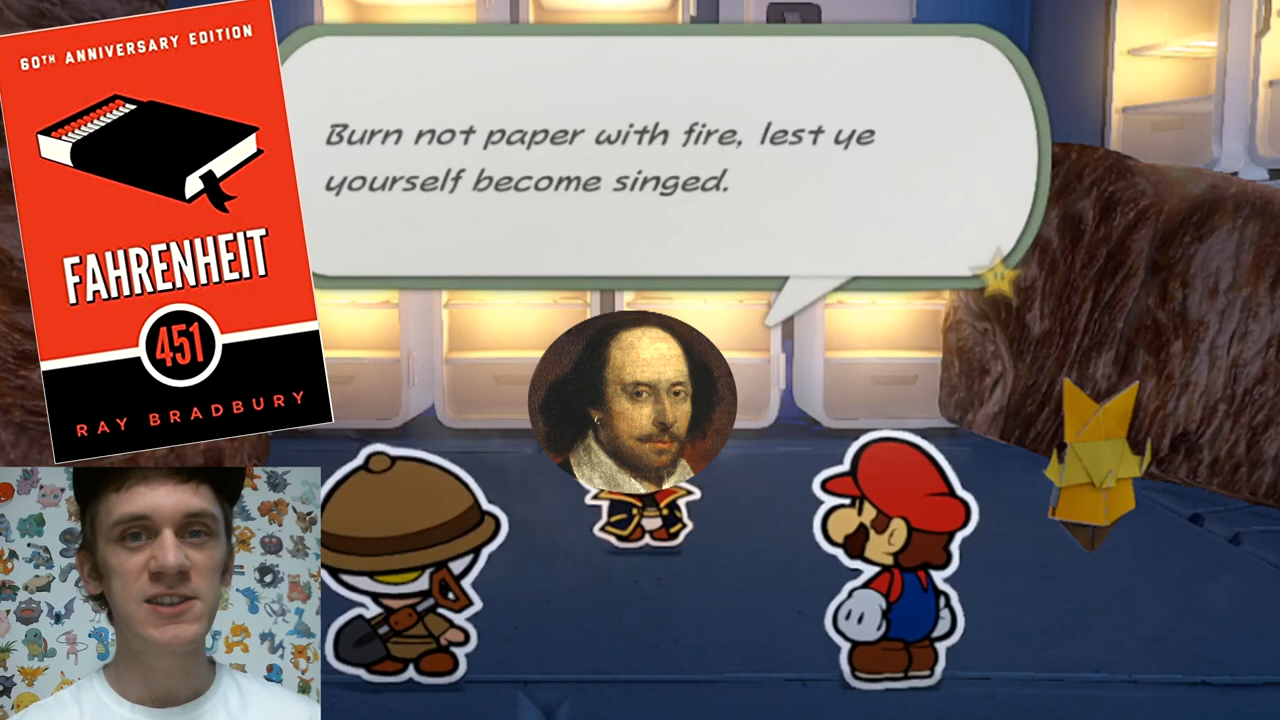 60TH ANNIVERSARY EDITION
FAHRENHEIT
451
RAY BRADBURY
Burn not paper with fire, lest ye
yourself become singed.